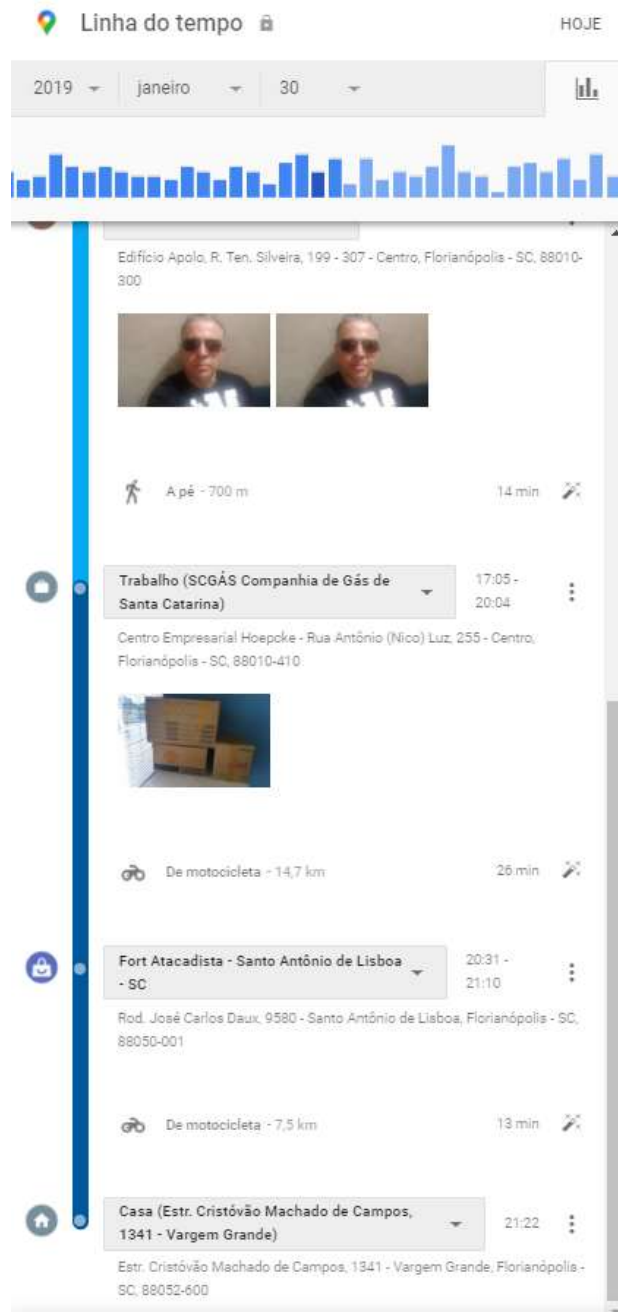 Linha do tempo
HOJE
2019
janeiro
30
Edifício Apolo, R. Ten. Silveira, 199 - 307 - Centro, Florianópolis - SC, 88010-
300
A pé - 700 m
14 min
Trabalho (SCGÁS Companhia de Gás de
Santa Catarina)
17:05 -
20:04
Centro Empresarial Hoepcke - Rua Antônio (Nico) Luz, 255 - Centro,
Florianópolis - SC, 88010-410
De motocicleta - 14,7 km
26 min
Fort Atacadista - Santo Antônio de Lisboa
- SC
20:31 -
21:10
Rod. José Carlos Daux, 9580 - Santo Antônio de Lisboa, Florianópolis - SC,
88050-001
De motocicleta - 7,5 km
13 min
Casa (Estr. Cristóvão Machado de Campos,
1341 - Vargem Grande)
21:22
Estr. Cristóvão Machado de Campos, 1341 - Vargem Grande, Florianópolis -
SC, 88052-600